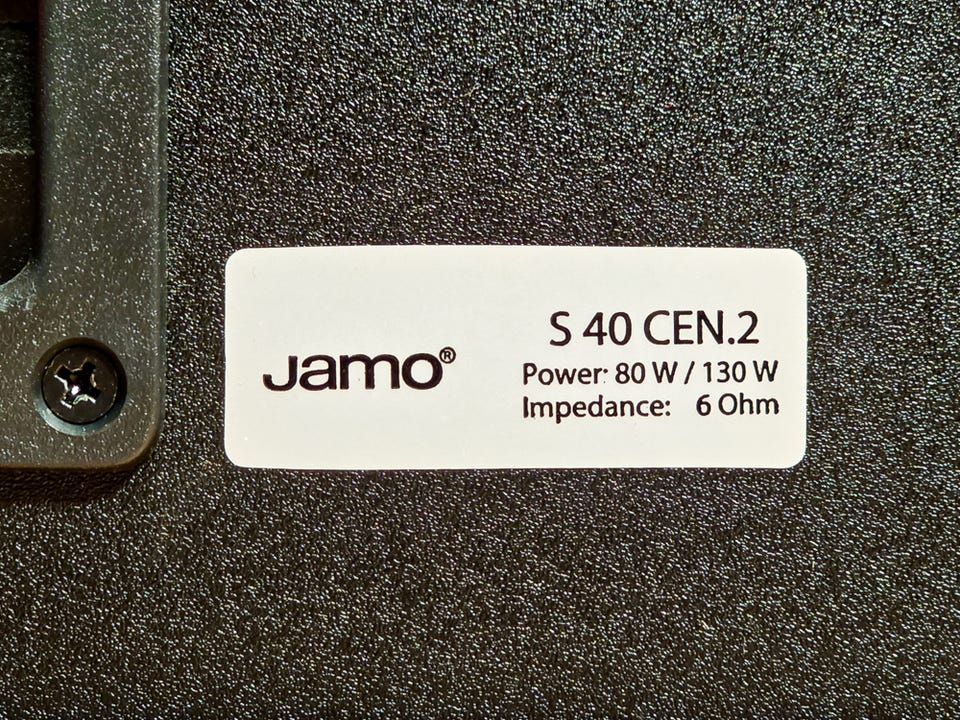 Jamo®
S 40 CEN.2
Power: 80 W / 130 W
Impedance: 6 Ohm